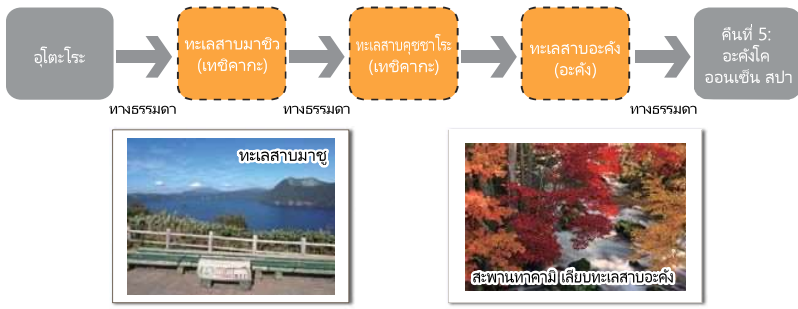 อุโตะโระ
ทะเลสาบมาชิว
(เทชิคากะ)
ทะเลสาบคุชชาโระ
(เทชิคากะ)
ทะเลสาบอะคัง
(อะคัง)
คืนที่ 5:
อะคังโค
ออนเซ็น สปา
ทางธรรมดา
ทางธรรมดา
ทางธรรมดา
ทะเลสาบมาชู
สะพานทาคามิ เลียบทะเลสาบอะคัง